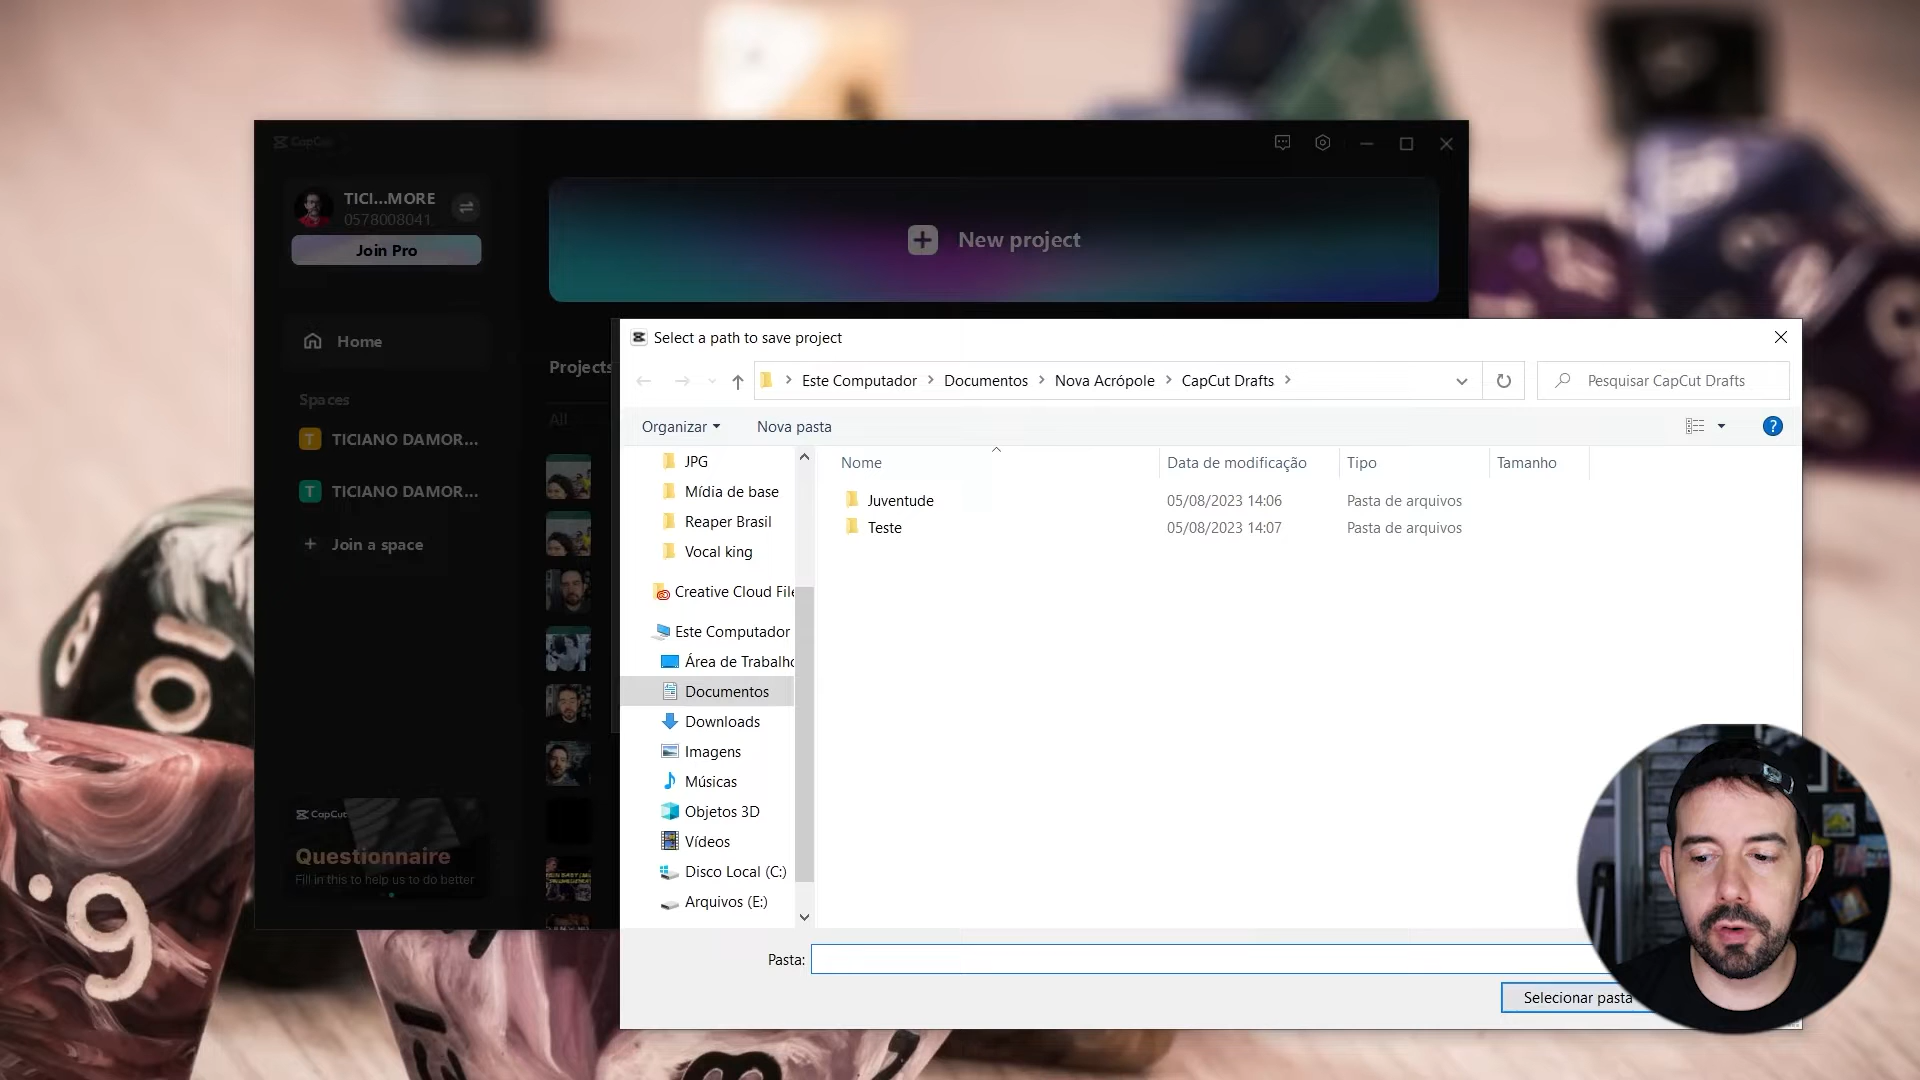 CapCut
TICI...MORE
0578008041
Join Pro
New project
Home
Projects
Spaces
All
T TICIANO DAMOR...
T TICIANO DAMOR...
+ Join a space
CapCut
Questionnaire
Fill in this to help us to do better
Select a path to save project
Este Computador > Documentos > Nova Acrópole > CapCut Drafts >
Pesquisar CapCut Drafts
Organizar
Nova pasta
?
JPG
Mídia de base
Reaper Brasil
Vocal king
Creative Cloud File
Este Computador
Área de Trabalho
Documentos
Downloads
Imagens
Músicas
Objetos 3D
Vídeos
Disco Local (C:)
Arquivos (E:)
Nome Data de modificação Tipo Tamanho
Juventude 05/08/2023 14:06 Pasta de arquivos
Teste 05/08/2023 14:07 Pasta de arquivos
Pasta:
Selecionar pasta
9